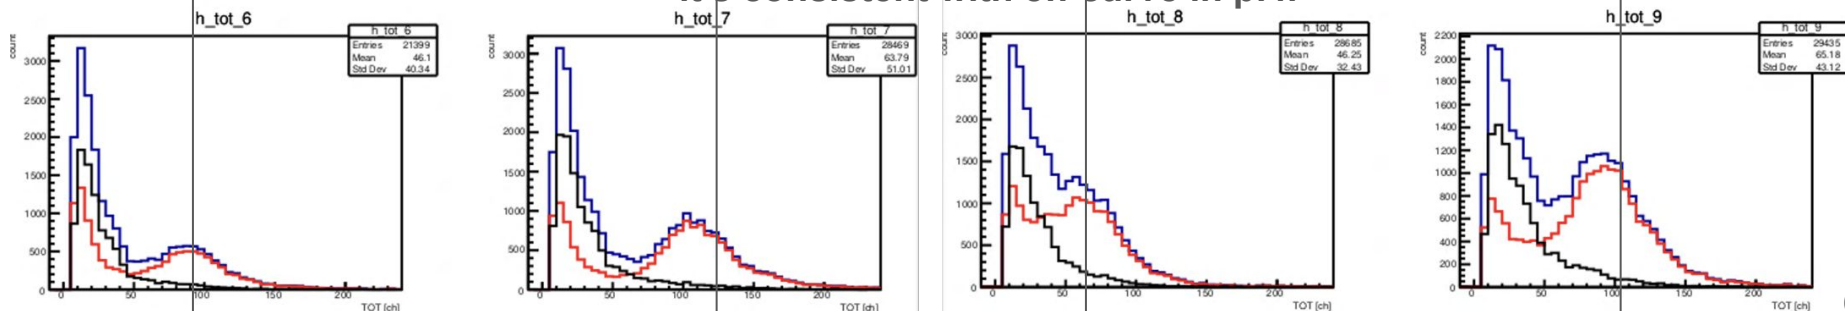 h_tot_6
h_tot_6
Entries 21399
Mean 46.1
Std Dev 40.34
count
3000
2500
2000
1500
1000
500
0
0 50 100 150 200
TOT [ch]
h_tot_7
h_tot_7
Entries 28469
Mean 63.79
Std Dev 51.01
count
3000
2500
2000
1500
1000
500
0
0 50 100 150 200
TOT [ch]
h_tot_8
h_tot_8
Entries 28685
Mean 46.25
Std Dev 32.43
count
3000
2500
2000
1500
1000
500
0
0 50 100 150 200
TOT [ch]
h_tot_9
h_tot_9
Entries 29435
Mean 65.18
Std Dev 43.12
count
2200
2000
1800
1600
1400
1200
1000
800
600
400
200
0
0 50 100 150 200
TOT [ch]